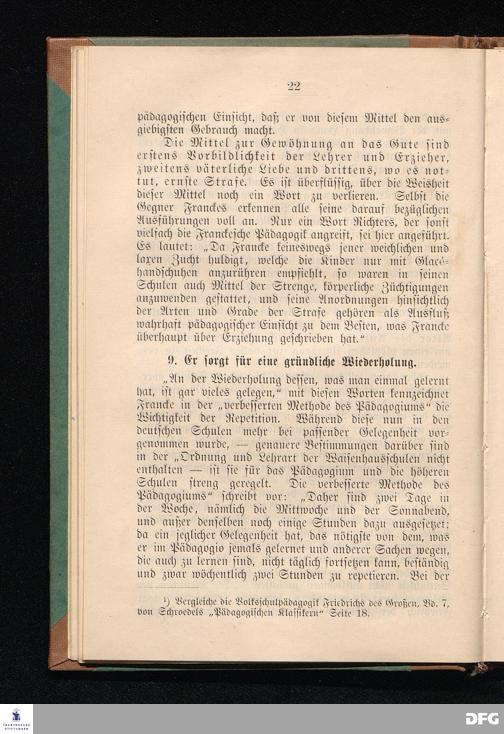 22
pädagogischen Einsicht, daß er von diesem Mittel den aus-
giebigsten Gebrauch macht.
Die Mittel zur Gewöhnung an das Gute sind
erstens Vorbildlichkeit der Lehrer und Erzieher,
zweitens väterliche Liebe und drittens, wo es not-
tut, ernste Strafe. Es ist überflüssig, über die Weisheit
dieser Mittel noch ein Wort zu verlieren. Selbst die
Gegner Franckes erkennen alle seine darauf bezüglichen
Ausführungen voll an. Nur ein Wort Richters, der sonst
vielfach die Franckesche Pädagogik angreift, sei hier angeführt.
Es lautet: „Da Francke keineswegs jener weichlichen und
laxen Zucht huldigt, welche die Kinder nur mit Glacé-
handschuhen anzurühren empfiehlt, so waren in seinen
Schulen auch Mittel der Strenge, körperliche Züchtigungen
anzuwenden gestattet, und seine Anordnungen hinsichtlich
der Arten und Grade der Strafe gehören als Ausfluß
wahrhaft pädagogischer Einsicht zu dem Besten, was Francke
überhaupt über Erziehung geschrieben hat.“
9. Er sorgt für eine gründliche Wiederholung.
„An der Wiederholung dessen, was man einmal gelernt
hat, ist gar vieles gelegen,“ mit diesen Worten kennzeichnet
Francke in der „verbesserten Methode des Pädagogiums“ die
Wichtigkeit der Repetition. Während diese nun in den
deutschen Schulen mehr bei passender Gelegenheit vor-
genommen wurde, — genauere Bestimmungen darüber sind
in der „Ordnung und Lehrart der Waisenhausschulen nicht
enthalten — ist sie für das Pädagogium und die höheren
Schulen streng geregelt. Die verbesserte Methode des
Pädagogiums“ schreibt vor: „Daher sind zwei Tage in
der Woche, nämlich die Mittwoche und der Sonnabend,
und außer denselben noch einige Stunden dazu ausgesetzet;
da ein jeglicher Gelegenheit hat, das nötigste von dem, was
er im Pädagogio jemals gelernet und anderer Sachen wegen,
die auch zu lernen sind, nicht täglich fortsetzen kann, beständig
und zwar wöchentlich zwei Stunden zu repetieren. Bei der
¹) Vergleiche die Volksschulpädagogik Friedrichs des Großen, Bd. 7,
von Schroedels „Pädagogischen Klassikern“ Seite 18.
FRANCKESCHE
STIFTUNGEN
DFG